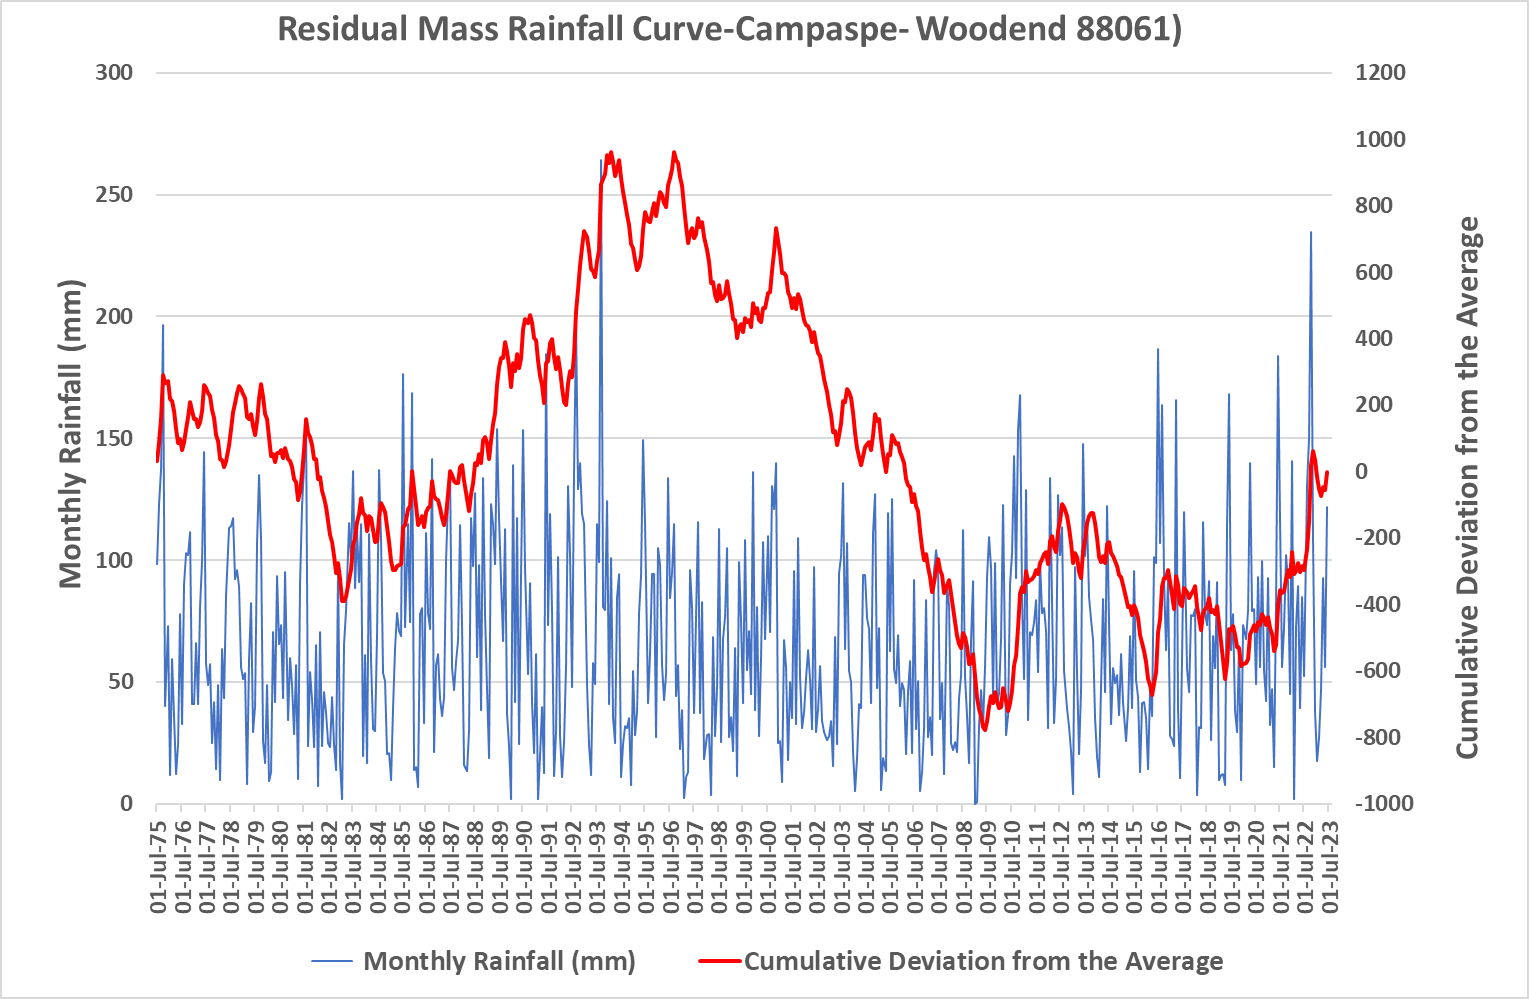 Residual Mass Rainfall Curve-Campaspe- Woodend 88061)
300
250
200
150
100
50
0
Monthly Rainfall (mm)
1200
1000
800
600
400
200
0
-200
-400
-600
-800
-1000
Cumulative Deviation from the Average
01-Jul-75
01-Jul-76
01-Jul-77
01-Jul-78
01-Jul-79
01-Jul-80
01-Jul-81
01-Jul-82
01-Jul-83
01-Jul-84
01-Jul-85
01-Jul-86
01-Jul-87
01-Jul-88
01-Jul-89
01-Jul-90
01-Jul-91
01-Jul-92
01-Jul-93
01-Jul-94
01-Jul-95
01-Jul-96
01-Jul-97
01-Jul-98
01-Jul-99
01-Jul-00
01-Jul-01
01-Jul-02
01-Jul-03
01-Jul-04
01-Jul-05
01-Jul-06
01-Jul-07
01-Jul-08
01-Jul-09
01-Jul-10
01-Jul-11
01-Jul-12
01-Jul-13
01-Jul-14
01-Jul-15
01-Jul-16
01-Jul-17
01-Jul-18
01-Jul-19
01-Jul-20
01-Jul-21
01-Jul-22
01-Jul-23
Monthly Rainfall (mm)
Cumulative Deviation from the Average